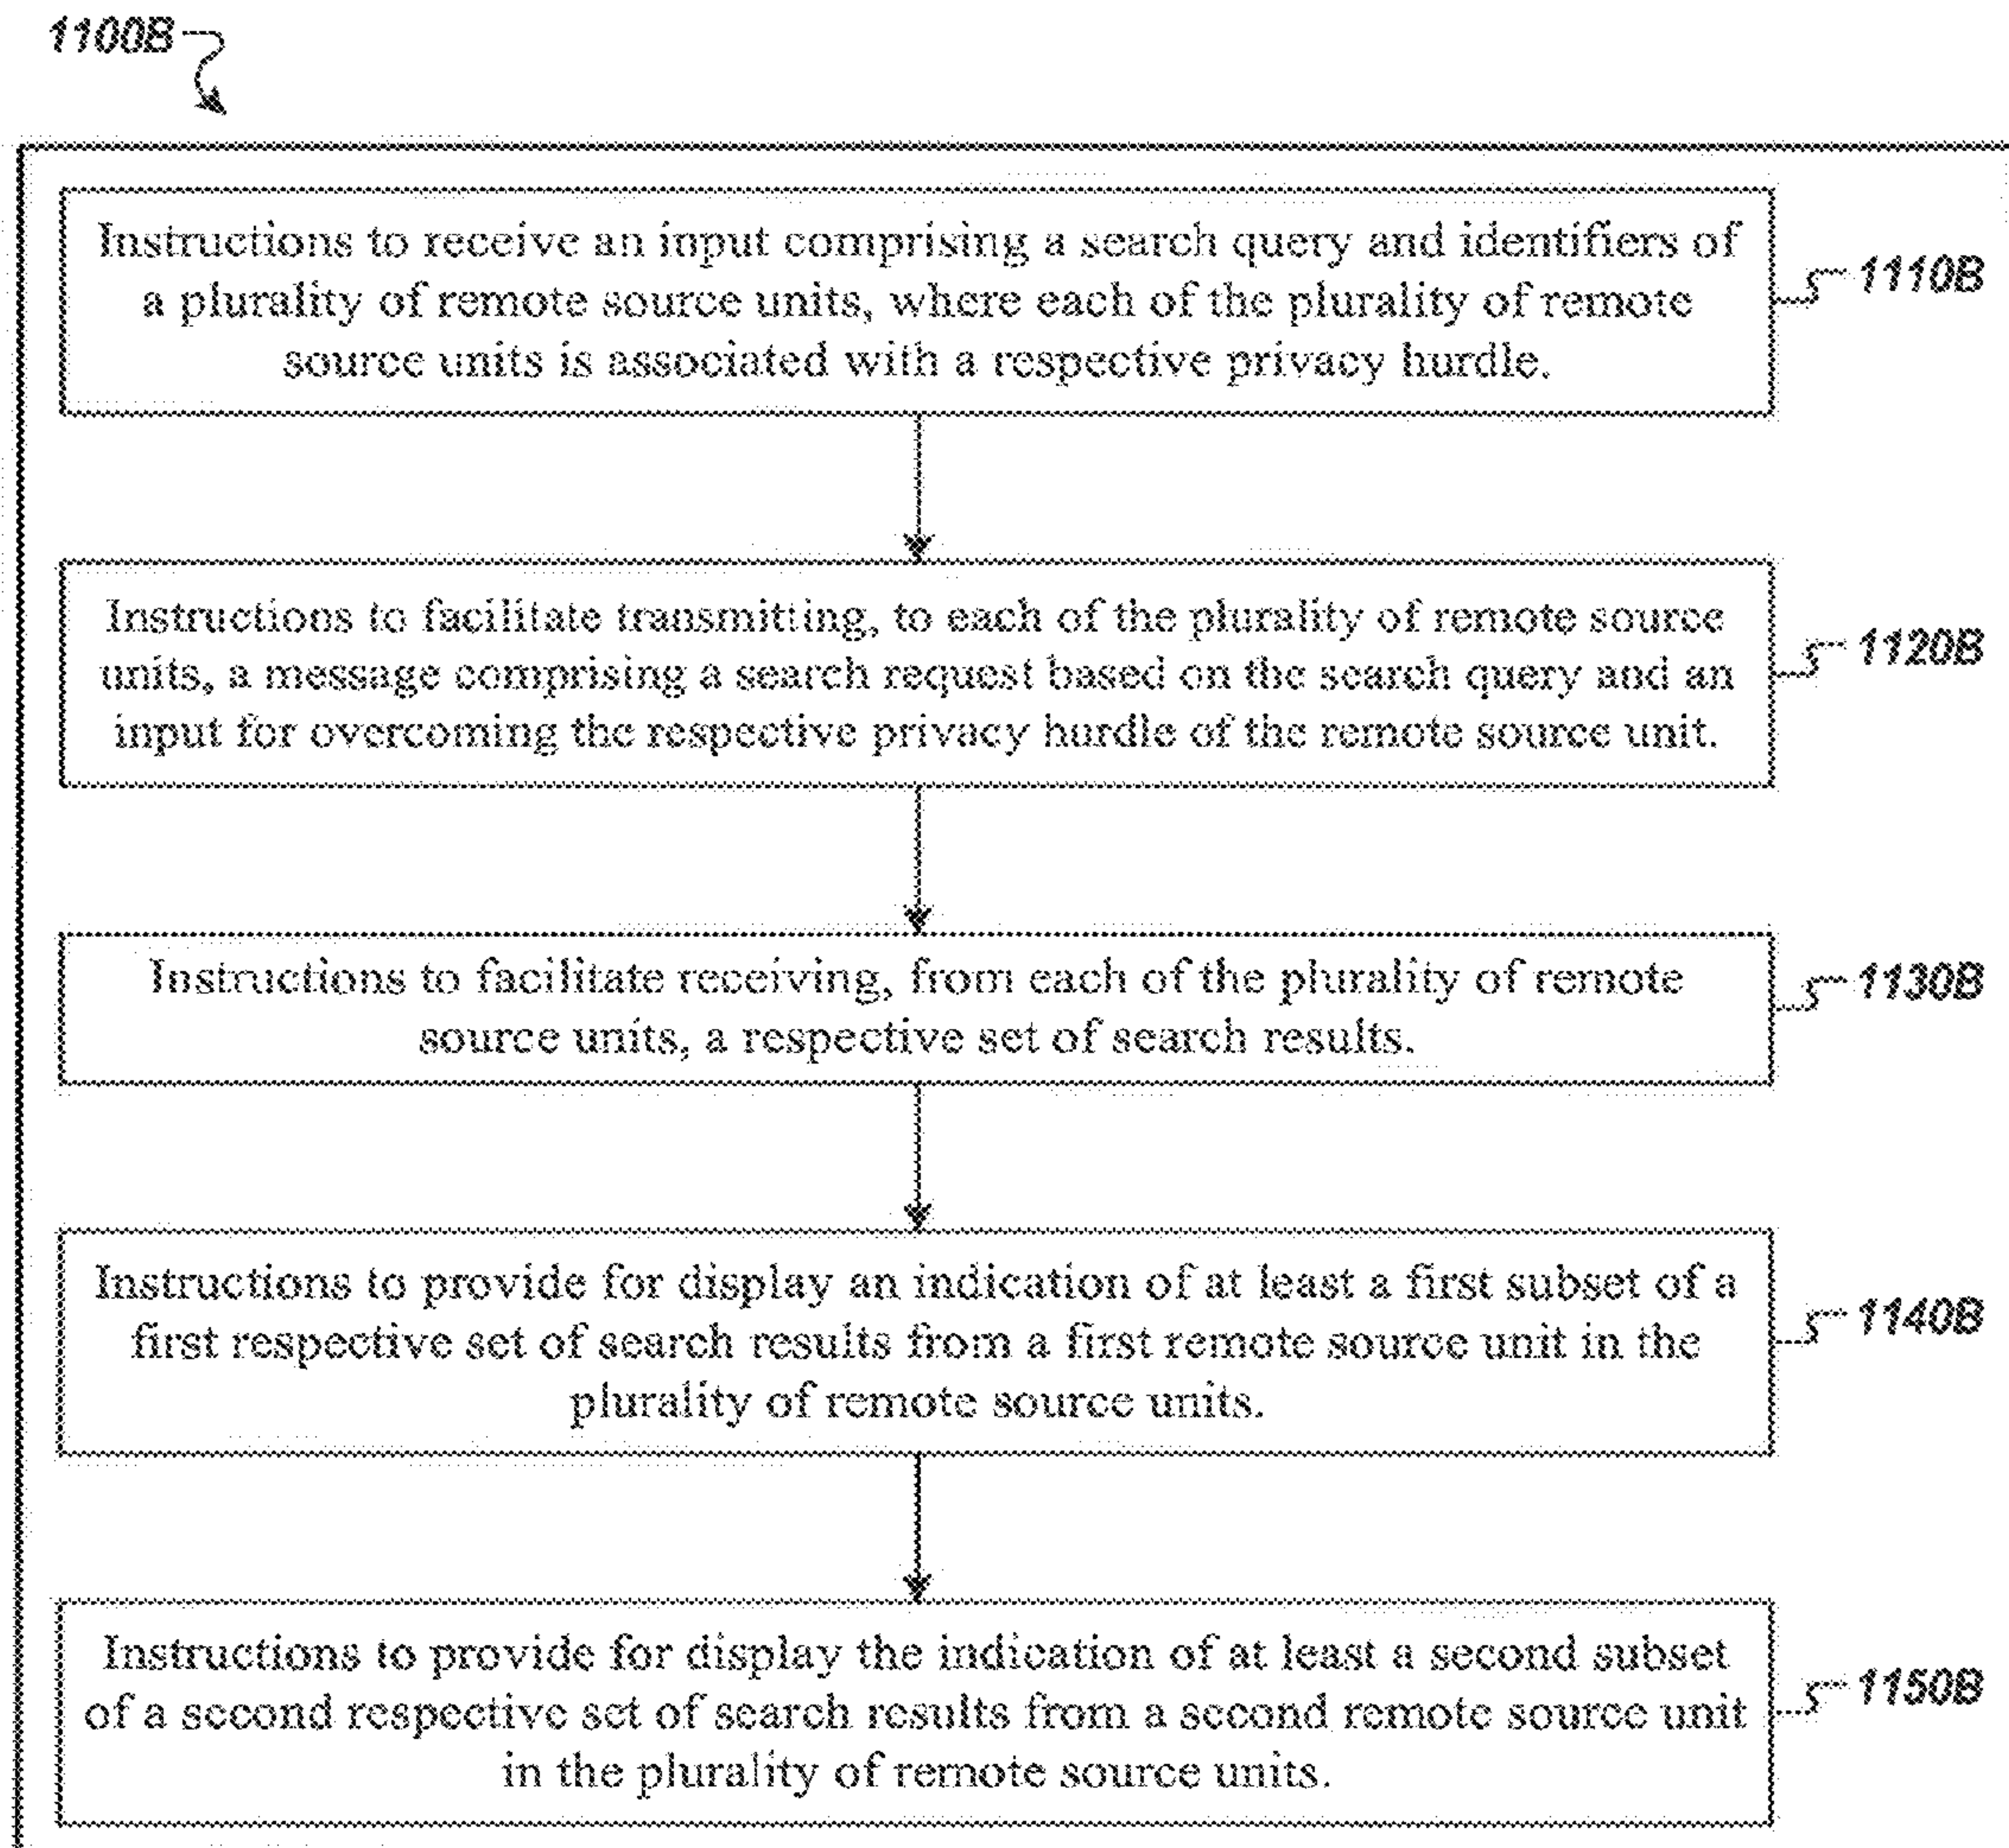 1100B
Instructions to receive an input comprising a search query and identifiers of
a plurality of remote source units, where each of the plurality of remote
source units is associated with a respective privacy hurdle.
1110B
Instructions to facilitate transmitting, to each of the plurality of remote source
units, a message comprising a search request based on the search query and an
input for overcoming the respective privacy hurdle of the remote source unit.
1120B
Instructions to facilitate receiving, from each of the plurality of remote
source units, a respective set of search results.
1130B
Instructions to provide for display an indication of at least a first subset of a
first respective set of search results from a first remote source unit in the
plurality of remote source units.
1140B
Instructions to provide for display the indication of at least a second subset
of a second respective set of search results from a second remote source unit
in the plurality of remote source units.
1150B